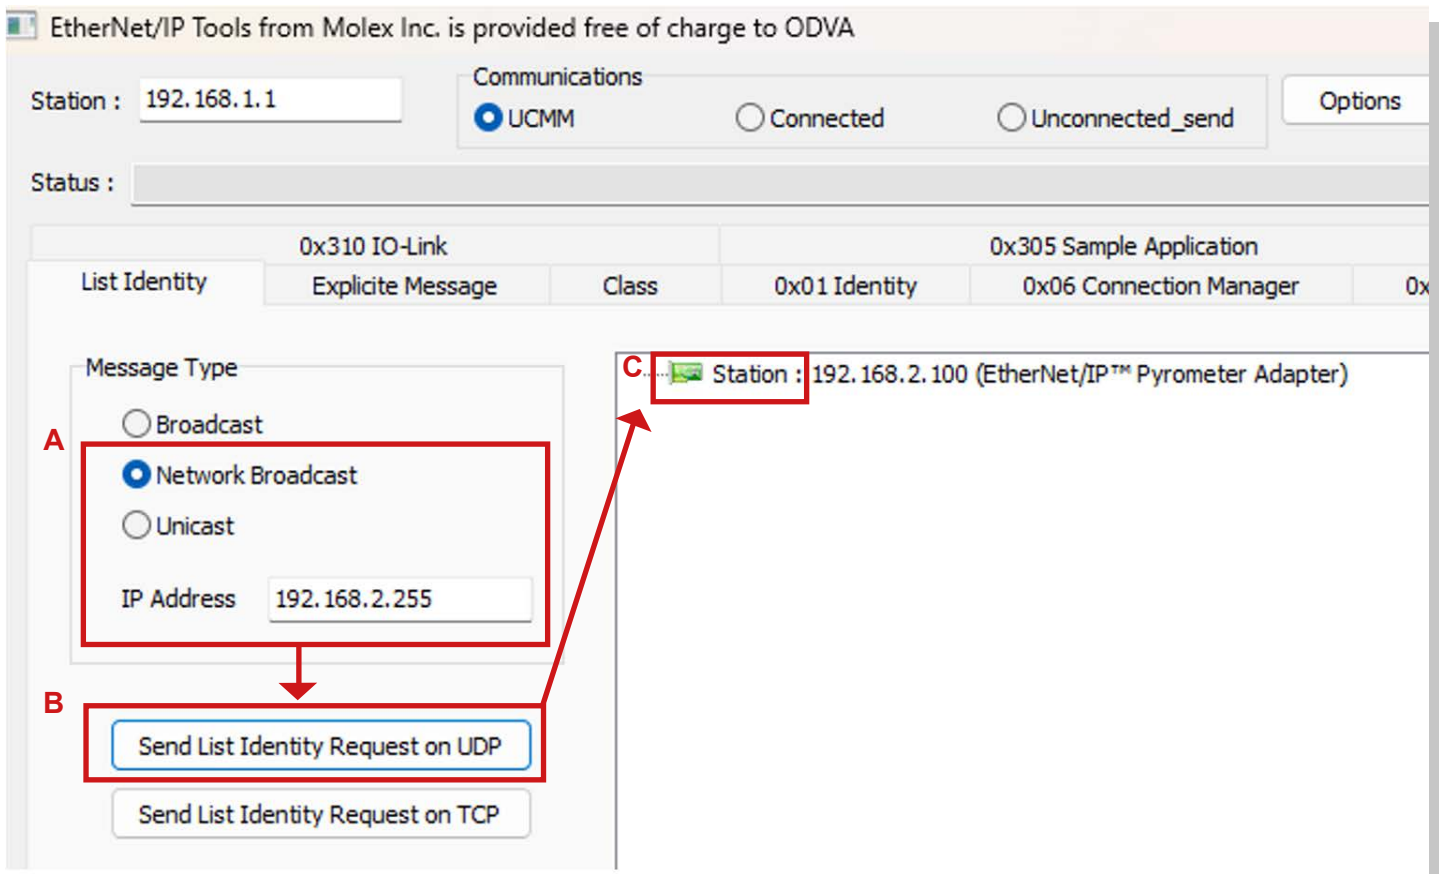 EtherNet/IP Tools from Molex Inc. is provided free of charge to ODVA
Communications
Station : 192.168.1.1
UCMM Connected Unconnected_send
Options
Status :
0x310 IO-Link 0x305 Sample Application
List Identity Explicite Message Class 0x01 Identity 0x06 Connection Manager 0x
Message Type
Broadcast
A
Network Broadcast
Unicast
IP Address 192.168.2.255
B
Send List Identity Request on UDP
Send List Identity Request on TCP
C
Station : 192.168.2.100 (EtherNet/IP™ Pyrometer Adapter)